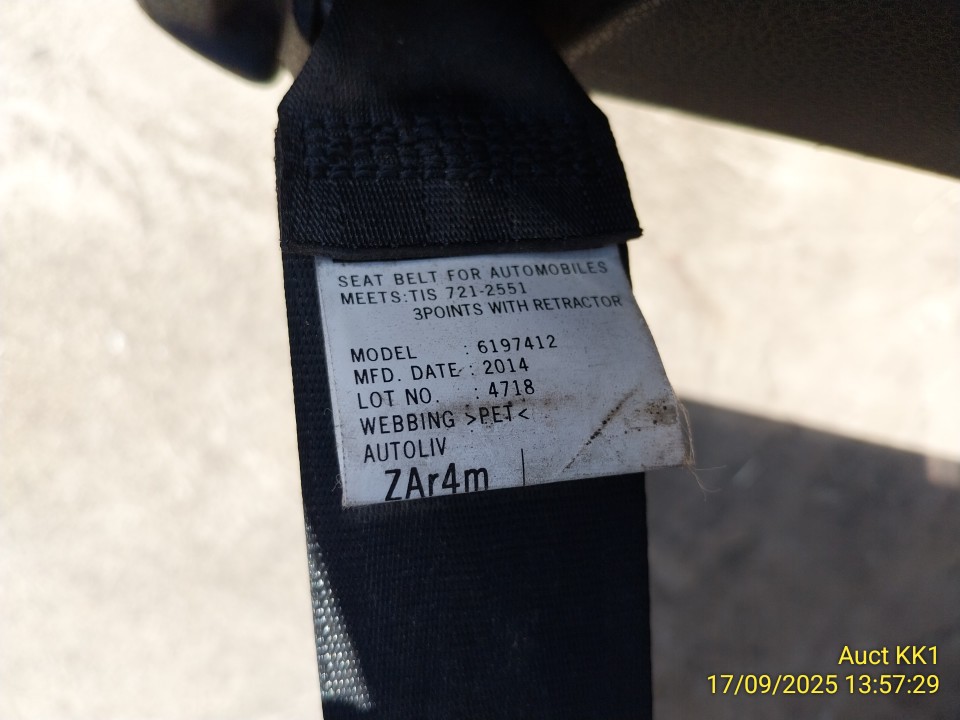 SEAT BELT FOR AUTOMOBILES
MEETS:TIS 721-2551
3POINTS WITH RETRACTOR
MODEL : 6197412
MFD. DATE : 2014
LOT NO. : 4718
WEBBING >PET<
AUTOLIV
ZAr4m
Auct KK1
17/09/2025 13:57:29